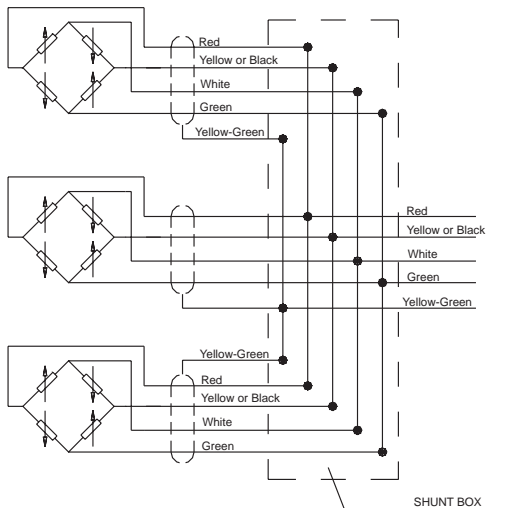 Red
Yellow or Black
White
Green
Yellow-Green
Red
Yellow or Black
White
Green
Yellow-Green
Yellow-Green
Red
Yellow or Black
White
Green
SHUNT BOX